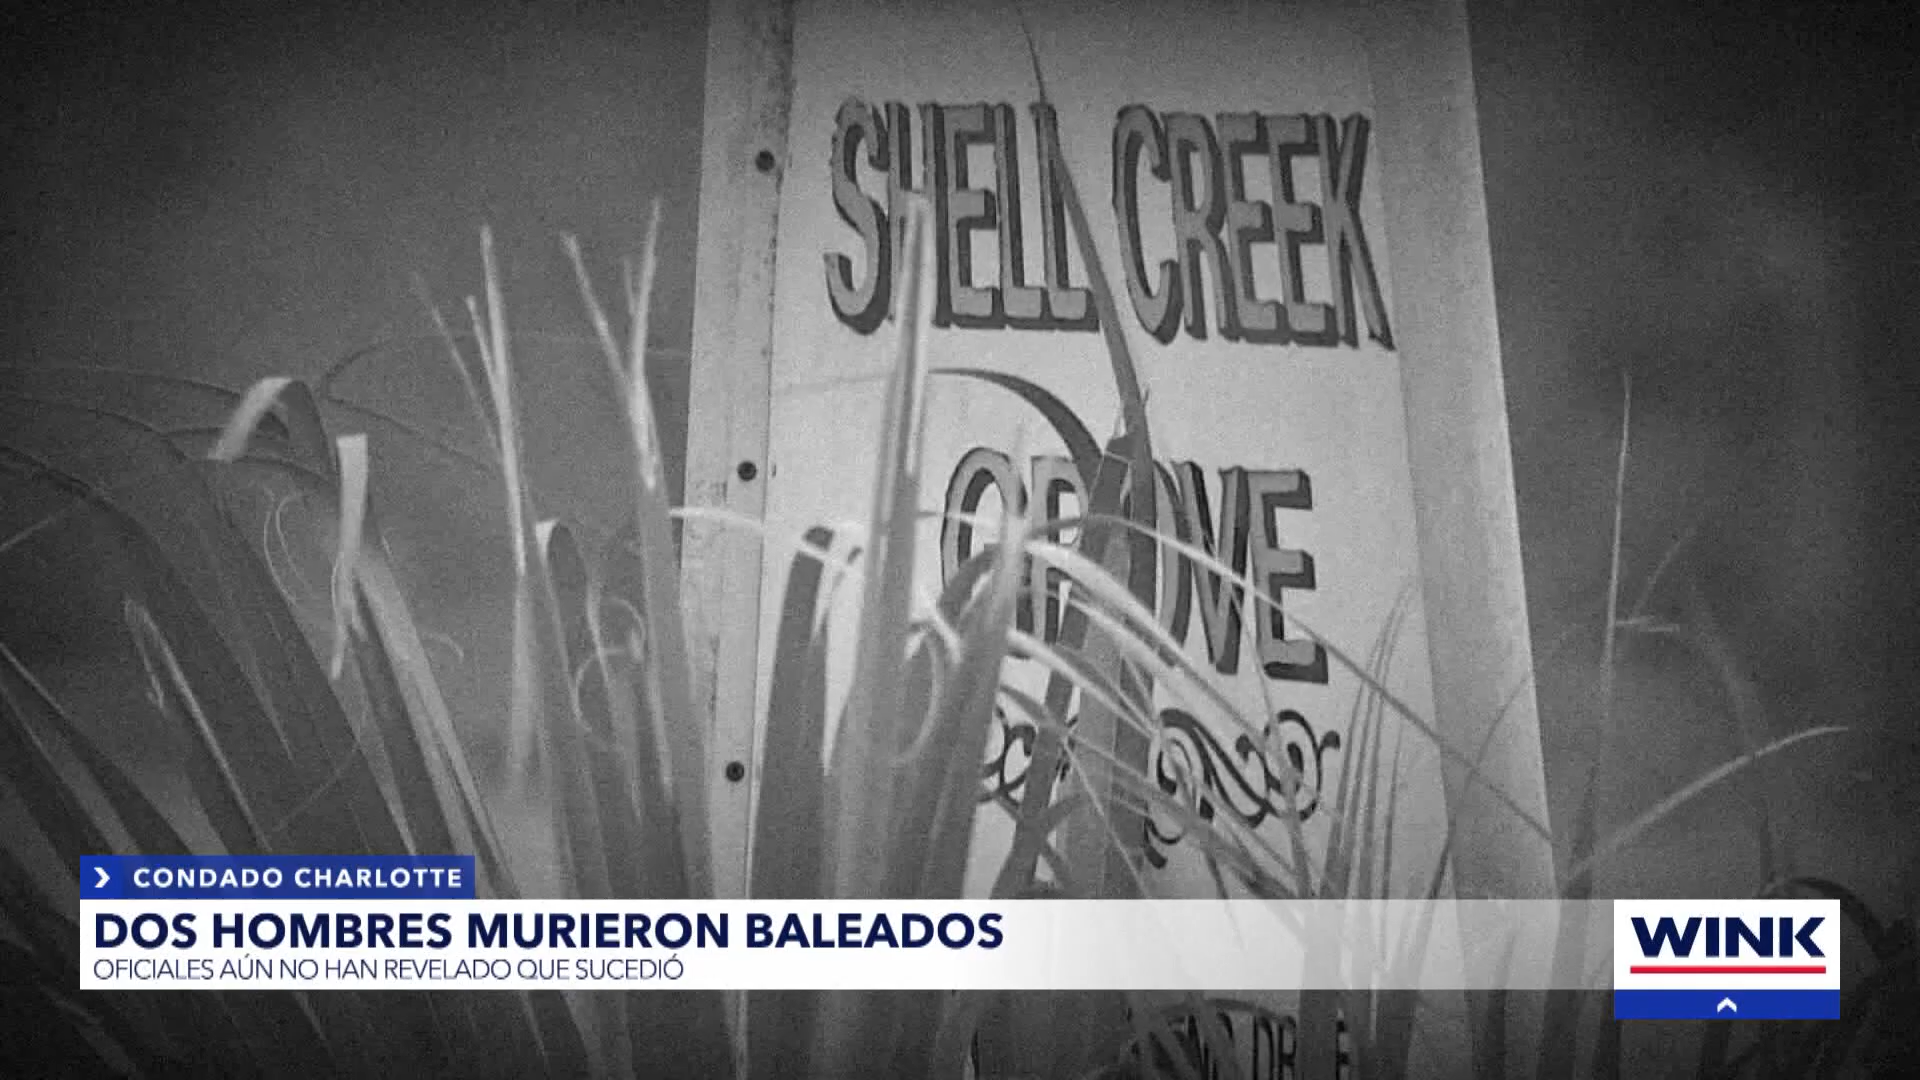 SHELL CREEK
GROVE
CONDADO CHARLOTTE
DOS HOMBRES MURIERON BALEADOS
OFICIALES AÚN NO HAN REVELADO QUE SUCEDIÓ
WINK